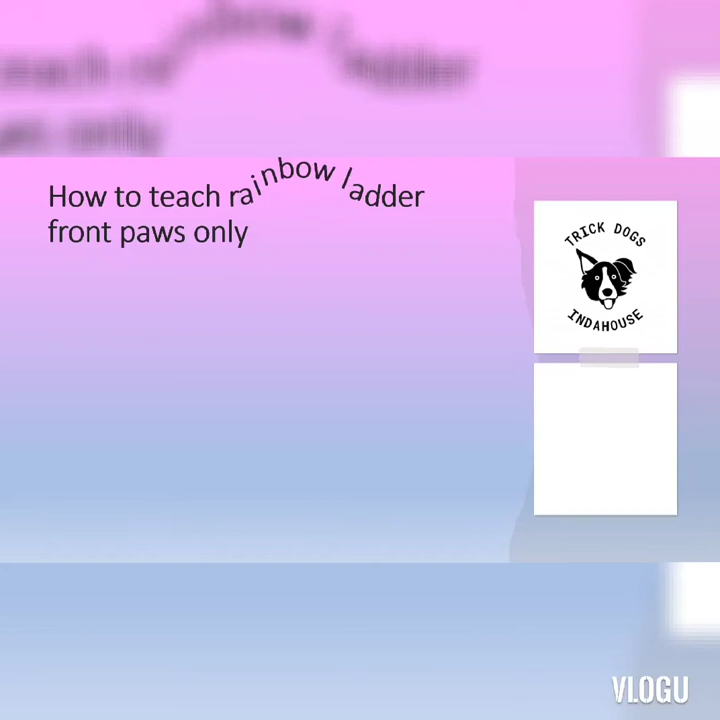 How to teach rainbow ladder
front paws only
TRICK DOGS
INDAHOUSE
VLOGU